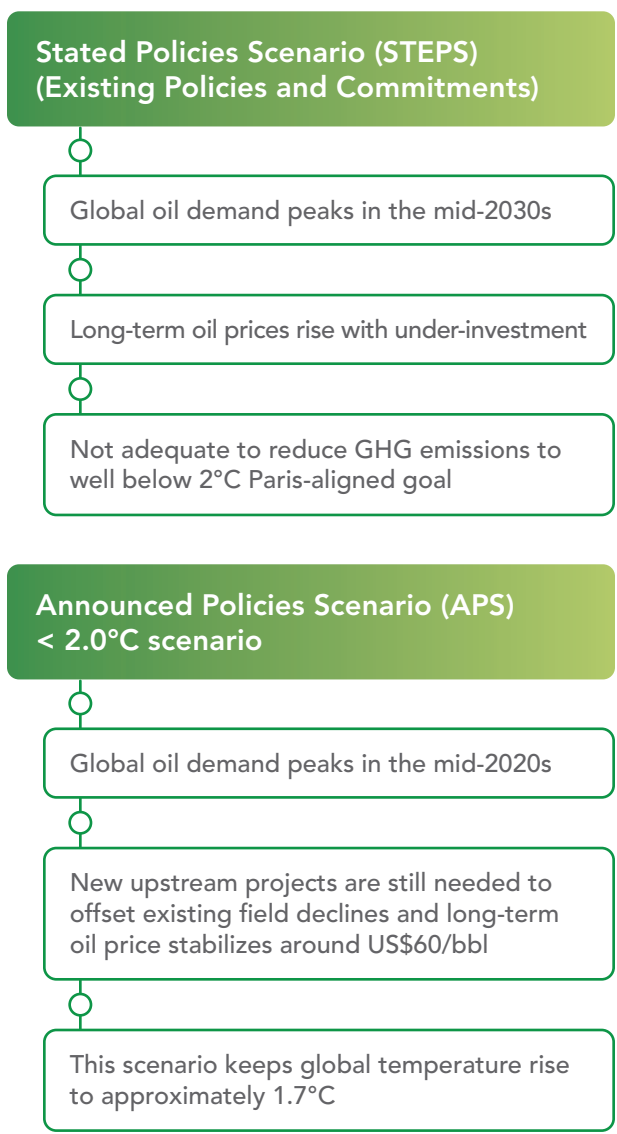 Stated Policies Scenario (STEPS)
(Existing Policies and Commitments)
Global oil demand peaks in the mid-2030s
Long-term oil prices rise with under-investment
Not adequate to reduce GHG emissions to
well below 2°C Paris-aligned goal
Announced Policies Scenario (APS)
< 2.0°C scenario
Global oil demand peaks in the mid-2020s
New upstream projects are still needed to
offset existing field declines and long-term
oil price stabilizes around US$60/bbl
This scenario keeps global temperature rise
to approximately 1.7°C